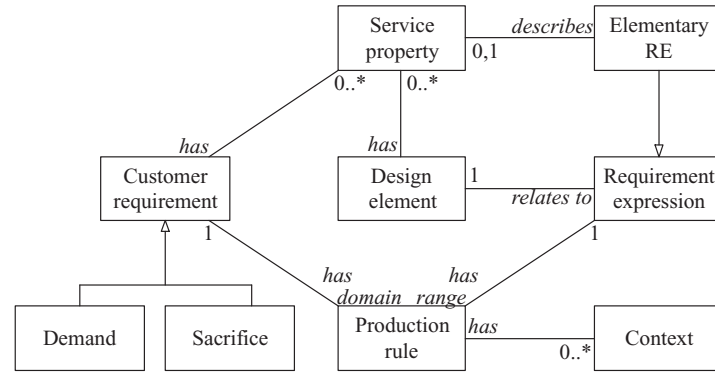 Service
property
describes
Elementary
RE
0,1
0..*
0..*
has
has
Customer
requirement
Design
element
1
relates to
Requirement
expression
1
1
has
domain
has
range
Demand
Sacrifice
Production
rule
has
0..*
Context